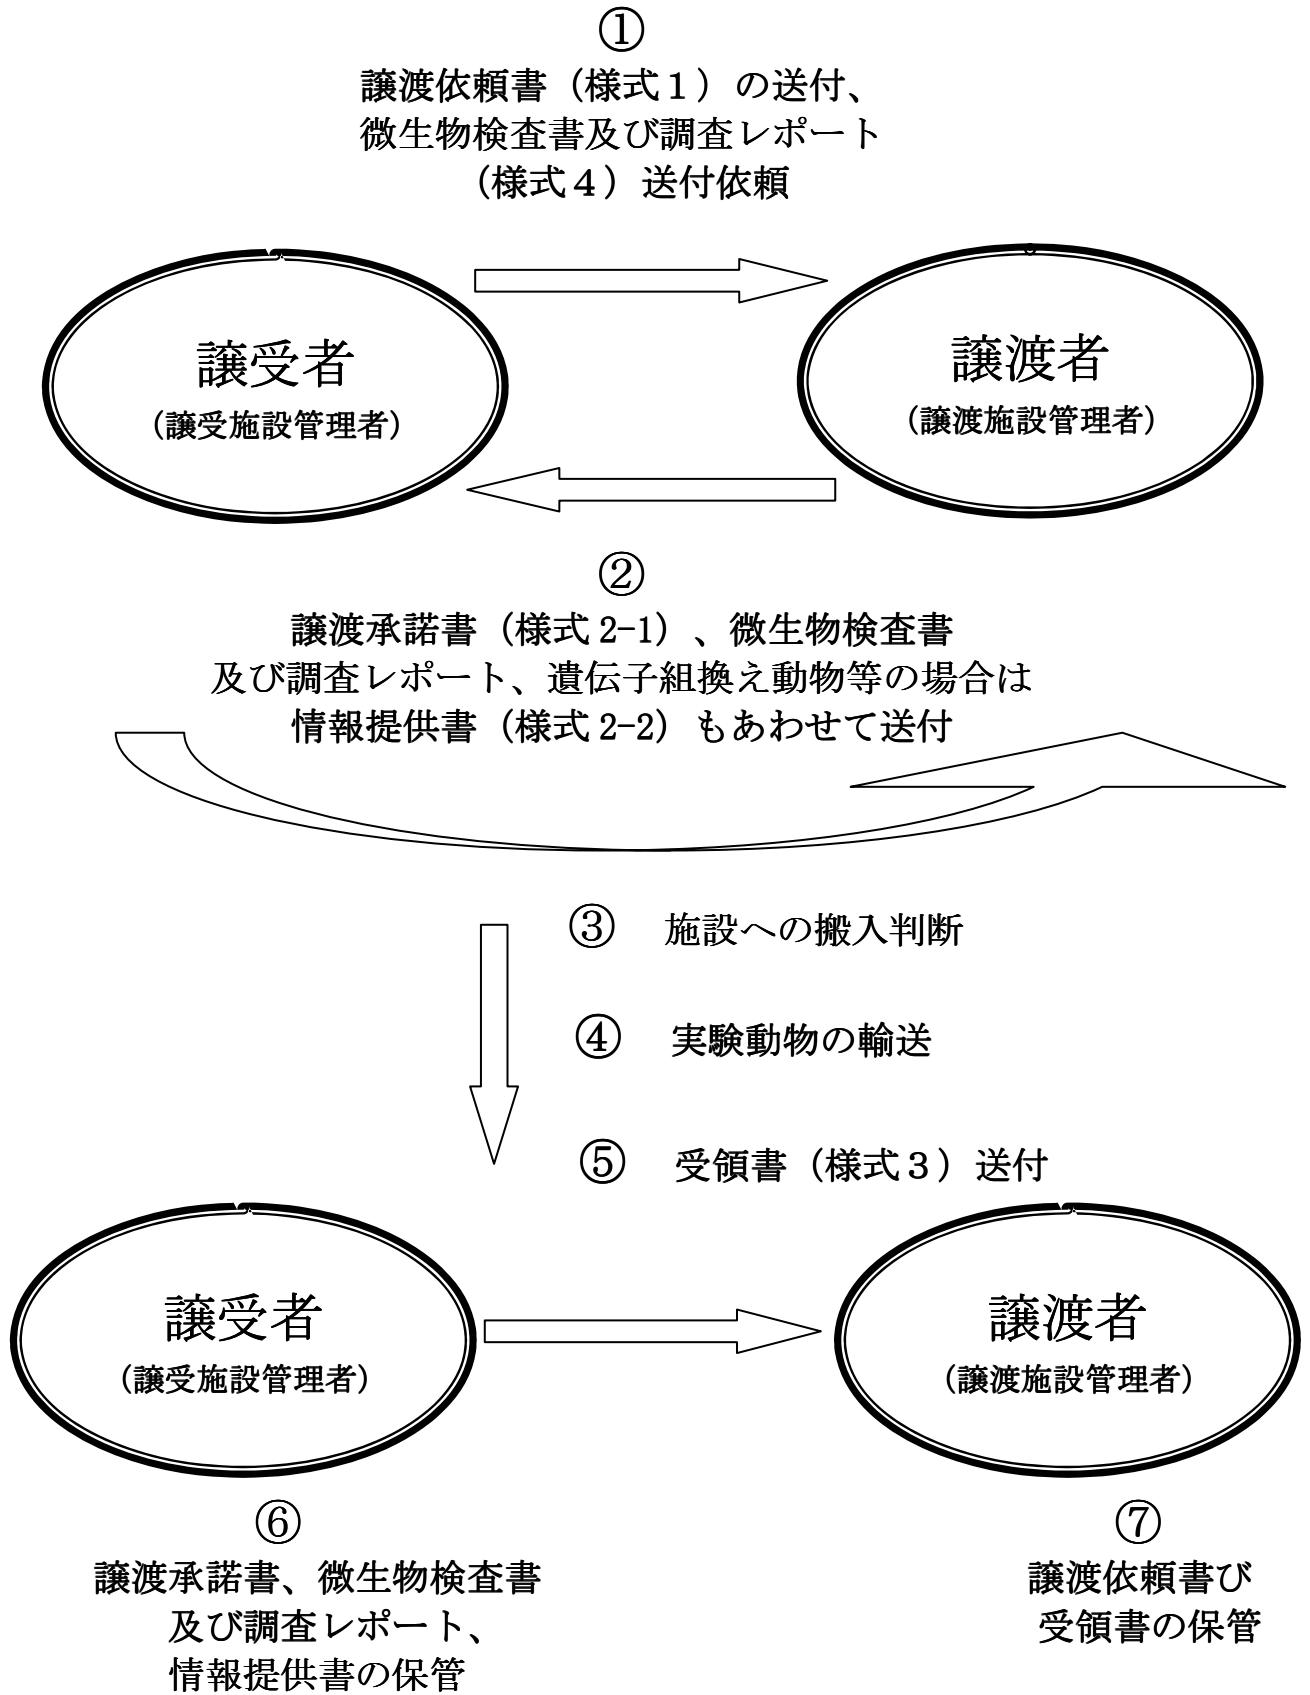 ①
譲渡依頼書（様式１）の送付、
微生物検査書及び調査レポート
（様式４）送付依頼
譲受者
（譲受施設管理者）
譲渡者
（譲渡施設管理者）
②
譲渡承諾書（様式 2-1）、微生物検査書
及び調査レポート、遺伝子組換え動物等の場合は
情報提供書（様式 2-2）もあわせて送付
③ 施設への搬入判断
④ 実験動物の輸送
⑤ 受領書（様式３）送付
譲受者
（譲受施設管理者）
譲渡者
（譲渡施設管理者）
⑥
譲渡承諾書、微生物検査書
及び調査レポート、
情報提供書の保管
⑦
譲渡依頼書び
受領書の保管